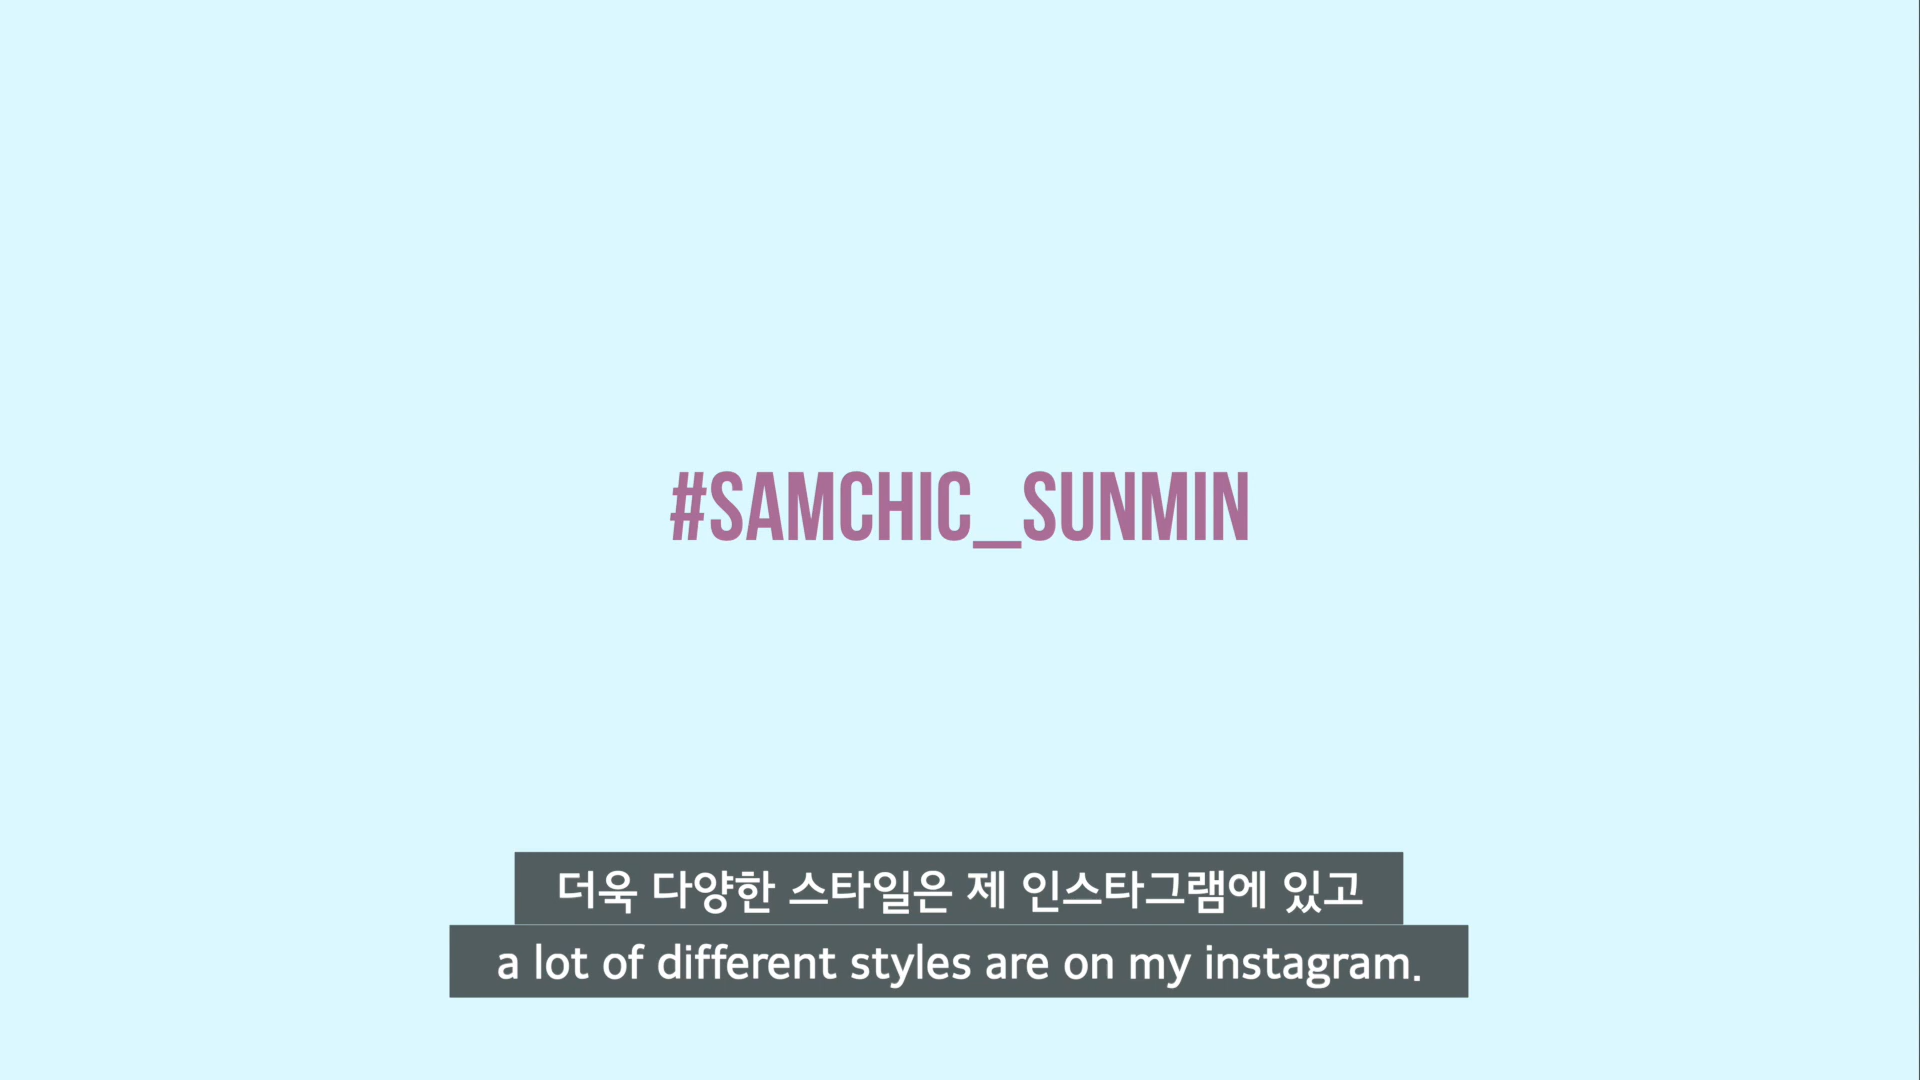 #SAMCHIC_SUNMIN
더욱 다양한 스타일은 제 인스타그램에 있고
a lot of different styles are on my instagram.